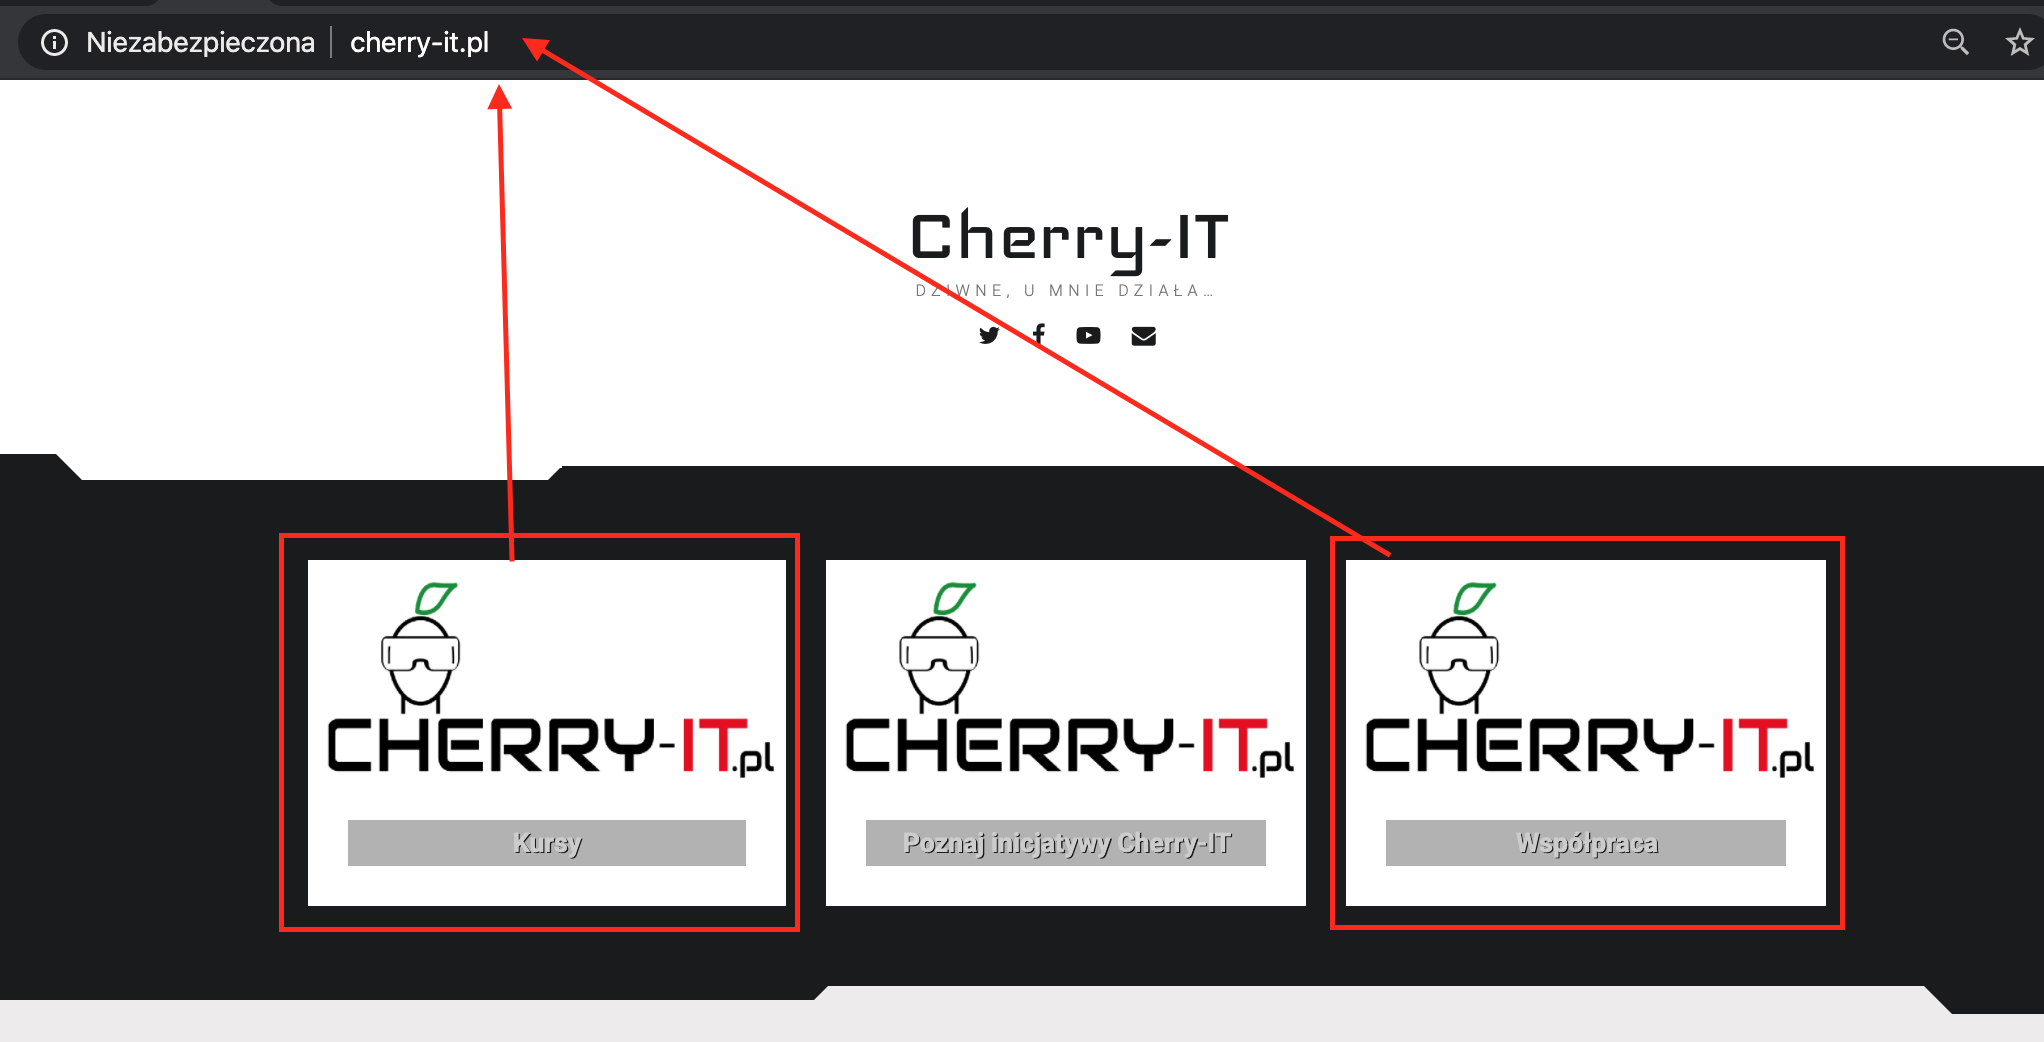 Niezabezpieczona cherry-it.pl
Cherry-IT
DZIWNE, U MNIE DZIAŁA...
CHERRY-IT.pl CHERRY-IT.pl CHERRY-IT.pl
Kursy Poznaj inicjatywy Cherry-IT Współpraca